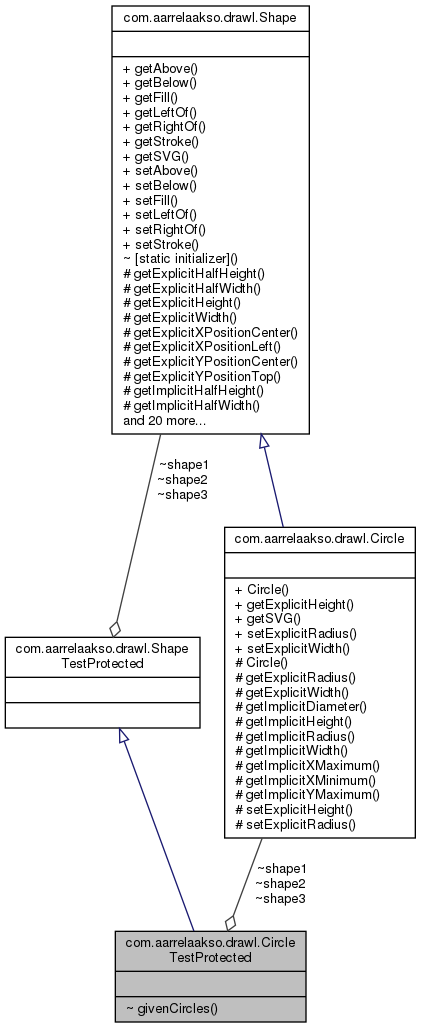 com.aarrelaakso.drawl.Shape
+ getAbove()
+ getBelow()
+ getFill()
+ getLeftOf()
+ getRightOf()
+ getStroke()
+ getSVG()
+ setAbove()
+ setBelow()
+ setFill()
+ setLeftOf()
+ setRightOf()
+ setStroke()
~ [static initializer]()
# getExplicitHalfHeight()
# getExplicitHalfWidth()
# getExplicitHeight()
# getExplicitWidth()
# getExplicitXPositionCenter()
# getExplicitXPositionLeft()
# getExplicitYPositionCenter()
# getExplicitYPositionTop()
# getImplicitHalfHeight()
# getImplicitHalfWidth()
and 20 more...
~shape1
~shape2
~shape3
com.aarrelaakso.drawl.Circle
+ Circle()
+ getExplicitHeight()
+ getSVG()
+ setExplicitRadius()
+ setExplicitWidth()
# Circle()
# getExplicitRadius()
# getExplicitWidth()
# getImplicitDiameter()
# getImplicitHeight()
# getImplicitRadius()
# getImplicitWidth()
# getImplicitXMaximum()
# getImplicitXMinimum()
# getImplicitYMaximum()
# setExplicitHeight()
# setExplicitRadius()
com.aarrelaakso.drawl.Shape
TestProtected
~shape1
~shape2
~shape3
com.aarrelaakso.drawl.Circle
TestProtected
~ givenCircles()